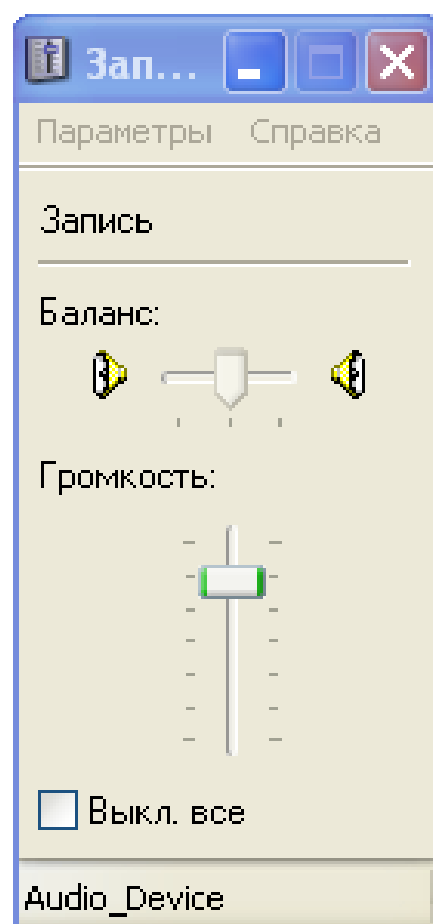 Зап...
Параметры Справка
Запись
Баланс:
Громкость:
Выкл. все
Audio_Device